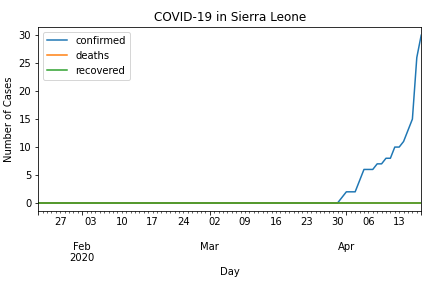 COVID-19 in Sierra Leone
confirmed
deaths
recovered
Number of Cases
30
25
20
15
10
5
0
27 03 10 17 24 02 09 16 23 30 06 13
Feb Mar Apr
2020
Day